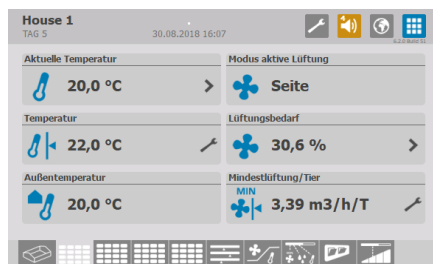 House 1
TAG 5
30.08.2018 16:07
Aktuelle Temperatur
Modus aktive Lüftung
20,0 °C
Seite
Temperatur
Lüftungsbedarf
22,0 °C
30,6 %
Außentemperatur
Mindestlüftung/Tier
20,0 °C
MIN
3,39 m3/h/T